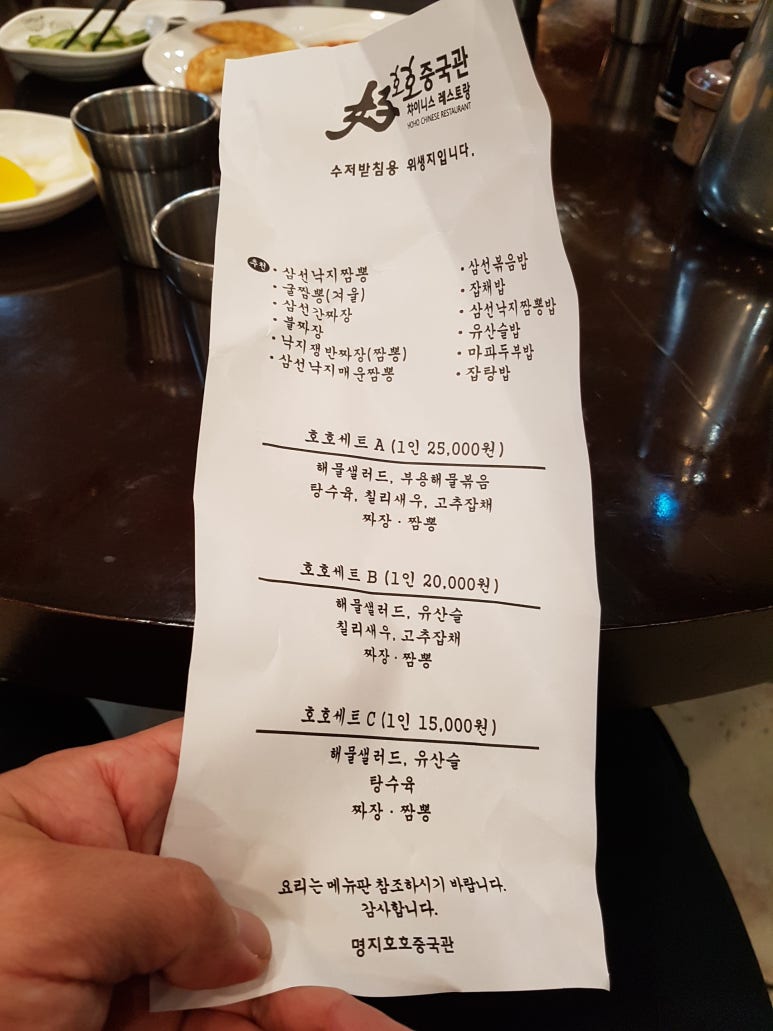 好
호호중국관
차이니스 레스토랑
HOHO CHINESE RESTAURANT
수저받침용 위생지입니다.
추천
• 삼선낙지짬뽕
• 굴짬뽕(겨울)
• 삼선간짜장
• 불짜장
• 낙지쟁반짜장(짬뽕)
• 삼선낙지매운짬뽕
• 삼선볶음밥
• 잡채밥
• 삼선낙지짬뽕밥
• 유산슬밥
• 마파두부밥
• 잡탕밥
호호세트 A (1인 25,000원)
해물샐러드, 부용해물볶음
탕수육, 칠리새우, 고추잡채
짜장 · 짬뽕
호호세트 B (1인 20,000원)
해물샐러드, 유산슬
칠리새우, 고추잡채
짜장 · 짬뽕
호호세트 C (1인 15,000원)
해물샐러드, 유산슬
탕수육
짜장 · 짬뽕
요리는 메뉴판 참조하시기 바랍니다.
감사합니다.
명지호호중국관